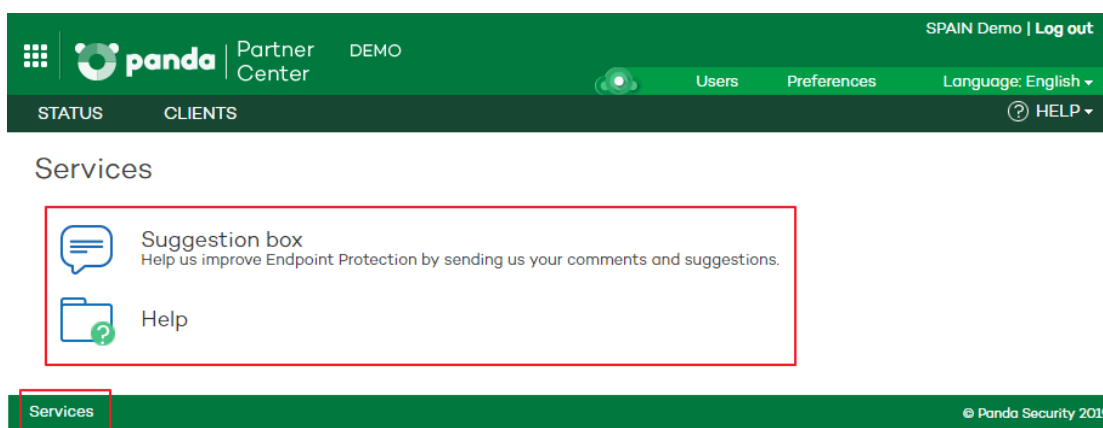 SPAIN Demo | Log out
panda | Partner Center DEMO
Users Preferences Language: English
STATUS CLIENTS HELP
Services
Suggestion box
Help us improve Endpoint Protection by sending us your comments and suggestions.
Help
Services © Panda Security 2019